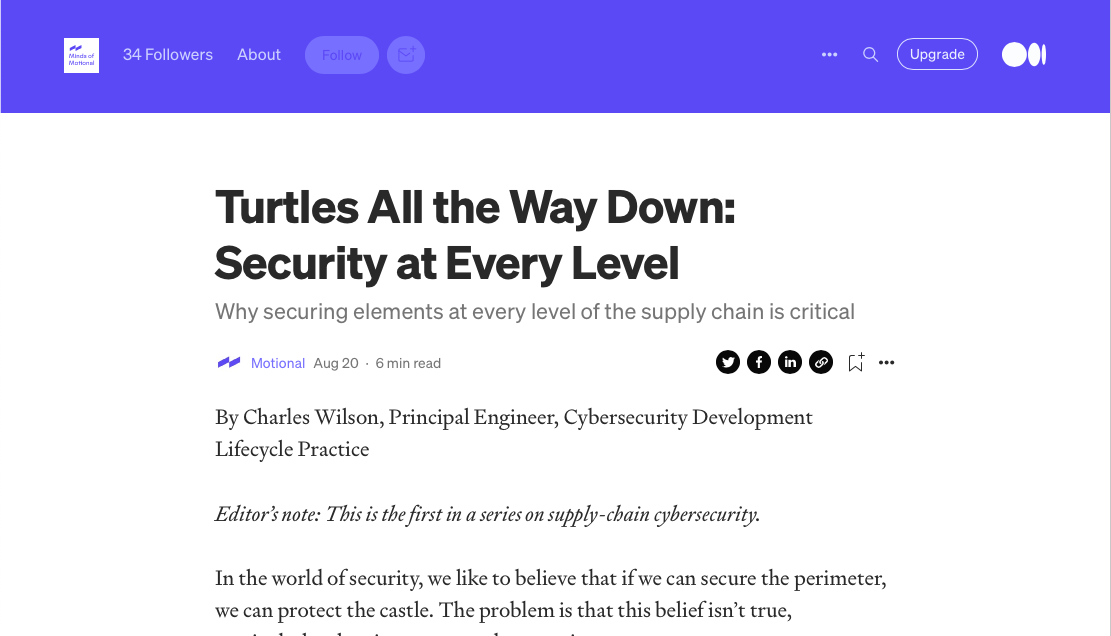 Minds of
Motional
34 Followers
About
Follow
Upgrade
Turtles All the Way Down:
Security at Every Level
Why securing elements at every level of the supply chain is critical
Motional Aug 20 · 6 min read
By Charles Wilson, Principal Engineer, Cybersecurity Development
Lifecycle Practice
Editor’s note: This is the first in a series on supply-chain cybersecurity.
In the world of security, we like to believe that if we can secure the perimeter,
we can protect the castle. The problem is that this belief isn’t true,